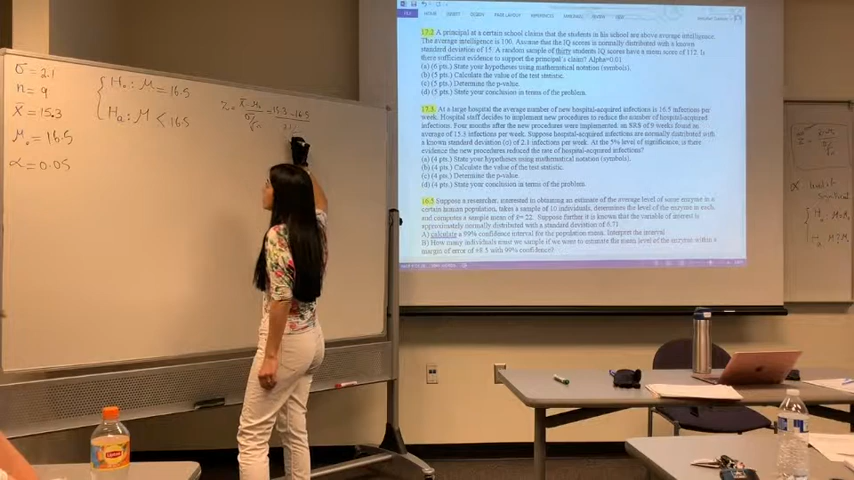 σ = 2.1
n = 9
x̄ = 15.3
μ₀ = 16.5
α = 0.05
H₀ : μ = 16.5
Hₐ : μ < 16.5
z = x̄ - μ₀ / σ/√n = 15.3 - 16.5 / 2.1
FILE HOME INSERT DESIGN PAGE LAYOUT REFERENCES MAILINGS REVIEW VIEW
17.2 A principal at a certain school claims that the students in his school are above average intelligence.
The average intelligence is 100. Assume that the IQ scores is normally distributed with a known
standard deviation of 15. A random sample of thirty students IQ scores have a mean score of 112. Is
there sufficient evidence to support the principal's claim? Alpha=0.01
(a) (6 pts.) State your hypotheses using mathematical notation (symbols).
(b) (5 pts) Calculate the value of the test statistic.
(c) (5 pts) Determine the p-value.
(d) (5 pts) State your conclusion in terms of the problem.
17.3 At a large hospital the average number of new hospital-acquired infections is 16.5 infections per
week. Hospital staff decides to implement new procedures to reduce the number of hospital-acquired
infections. Four months after the new procedures were implemented, an SRS of 9 weeks found an
average of 15.3 infections per week. Suppose infections are normally distributed with
a known standard deviation (σ) of 2.1 infections per week. At the 5% level of significance, is there
evidence the new procedures reduced the rate of hospital-acquired infections?
(a) (4 pts) State your hypotheses using mathematical notation (symbols).
(b) (4 pts.) Calculate the value of the test statistic.
(c) (4 pts.) Determine the p-value.
(d) (4 pts.) State your conclusion in terms of the problem.
16.5 Suppose a researcher, interested in obtaining an estimate of the average level of some enzyme in a
certain human population, takes a sample of 10 individuals, determines the level of the enzyme in each,
and computes a sample mean of x̄ = 22. Suppose further it is known that the variable of interest is
approximately normally distributed with a standard deviation of 6.71.
A) calculate a 99% confidence interval for the population mean. Interpret the interval.
B) How many individuals must we sample if we want to estimate the mean level of the enzyme within a
margin of error of ±0.5 with 99% confidence?
α = level of
Lipton